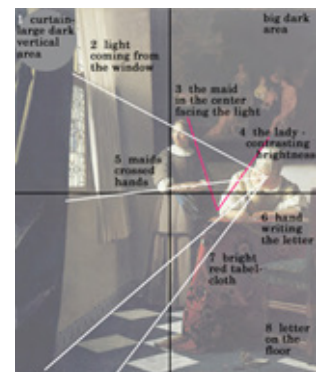 1 curtain-
large dark
vertical
area
big dark
area
2 light
coming from
the window
3 the maid
in the center
facing the light
4 the lady -
contrasting
brightness
5 maids
crossed
hands
6 hand
writing
the letter
7 bright
red tabel-
cloth
8 letter
on the
floor